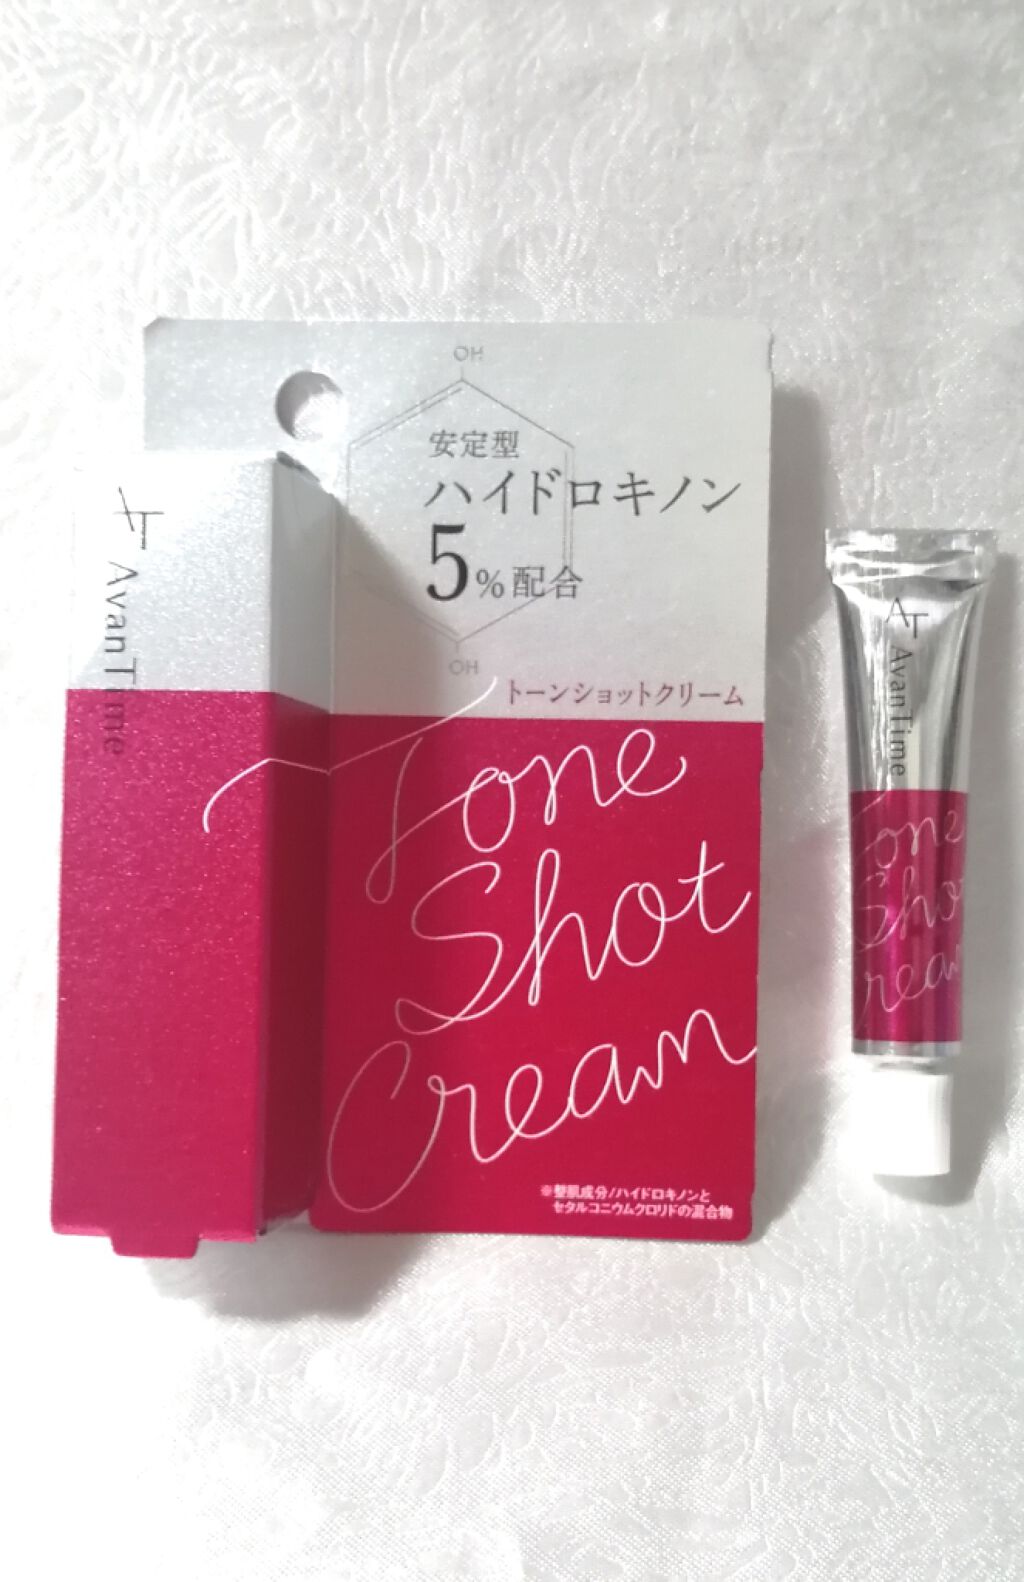 AT AvanTime
OH
安定型
ハイドロキノン
5%配合
OH
トーンショットクリーム
Tone
Shot
Cream
※整肌成分/ハイドロキノンと
セタルコニウムクロリドの混合物
AT
AvanTime
Tone
Shot
Cream